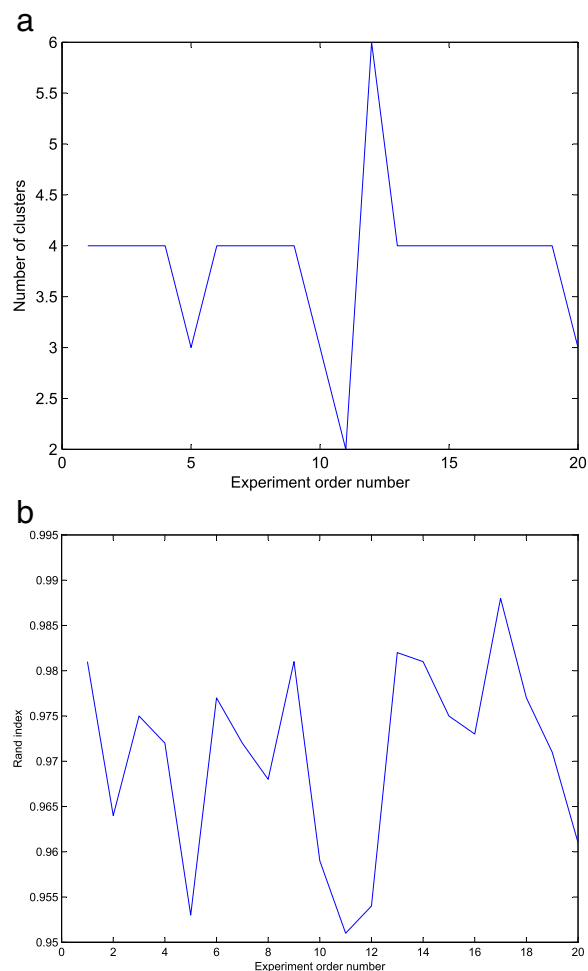 a
6
5.5
5
4.5
4
3.5
3
2.5
2
Number of clusters
0 5 10 15 20
Experiment order number
b
0.995
0.99
0.985
0.98
0.975
0.97
0.965
0.96
0.955
0.95
Rand index
0 2 4 6 8 10 12 14 16 18 20
Experiment order number